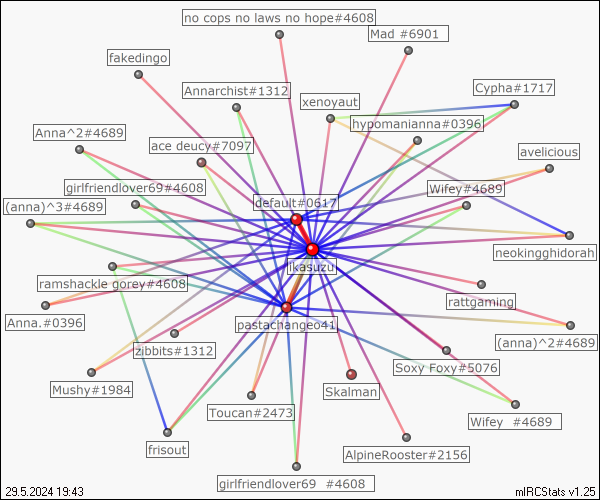 no cops no laws no hope#4608
Mad #6901
fakedingo
Annarchist#1312
Cypha#1717
xenoyaut
hypomanianna#0396
Anna^2#4689
ace deucy#7097
avelicious
girlfriendlover69#4608
Wifey#4689
default#0617
(anna)^3#4689
neokingghidorah
ikasuzu
ramshackle gorey#4608
rattgaming
Anna.#0396
pastachangeo41
(anna)^2#4689
zibbits#1312
Soxy Foxy#5076
Mushy#1984
Skalman
Toucan#2473
Wifey #4689
frisout
AlpineRooster#2156
girlfriendlover69 #4608
29.5.2024 19:43
mIRCStats v1.25